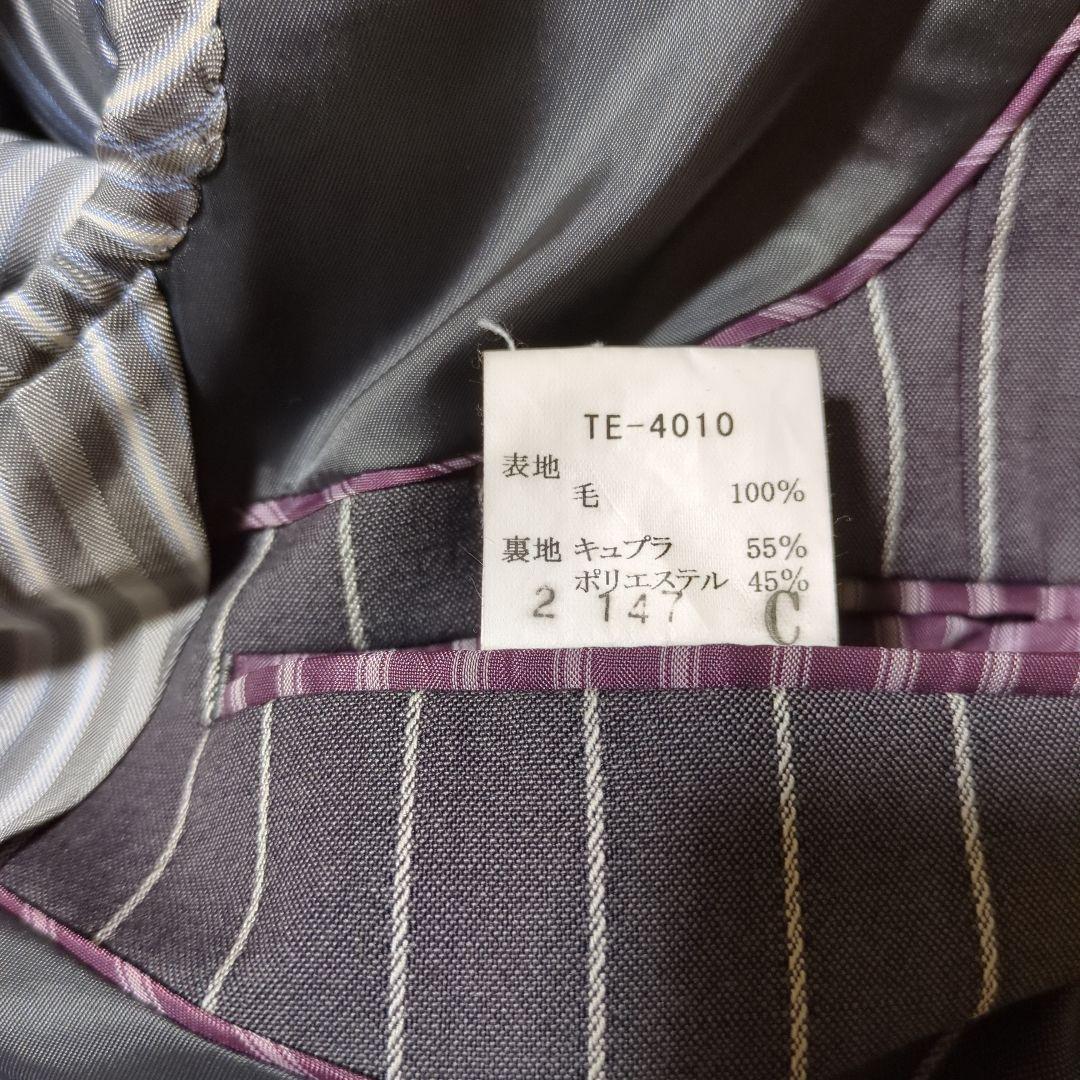 TE-4010
表地
毛 100%
裏地 キュプラ 55%
ポリエステル 45%
2 147 C